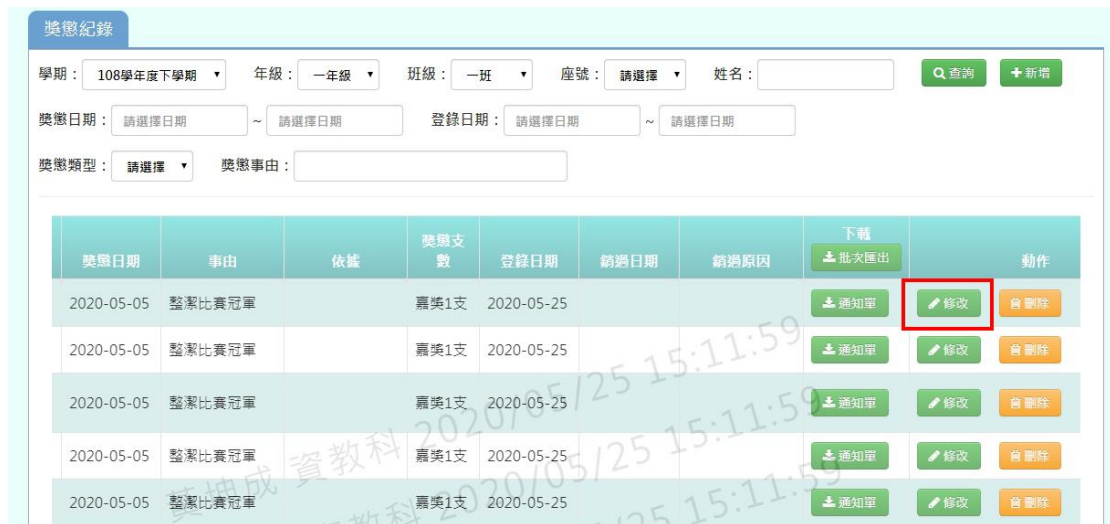 獎懲紀錄
學期： 108學年度下學期 年級： 一年級 班級： 一班 座號： 請選擇 姓名： 查詢 新增
獎懲日期： 請選擇日期 ~ 請選擇日期 登錄日期： 請選擇日期 ~ 請選擇日期
獎懲類型： 請選擇 獎懲事由：
獎懲日期 事由 依據 獎懲支數 登錄日期 銷過日期 銷過原因 下載 批次匯出 動作
2020-05-05 整潔比賽冠軍 嘉獎1支 2020-05-25 通知單 修改 刪除
2020-05-05 整潔比賽冠軍 嘉獎1支 2020-05-25 通知單 修改 刪除
2020-05-05 整潔比賽冠軍 嘉獎1支 2020-05-25 通知單 修改 刪除
2020-05-05 整潔比賽冠軍 嘉獎1支 2020-05-25 通知單 修改 刪除
2020-05-05 整潔比賽冠軍 嘉獎1支 2020-05-25 通知單 修改 刪除
坤成 資教科 2020/05/25 15:11:59
資教科 2020/05/25 15:11:59
/25 15:11:59